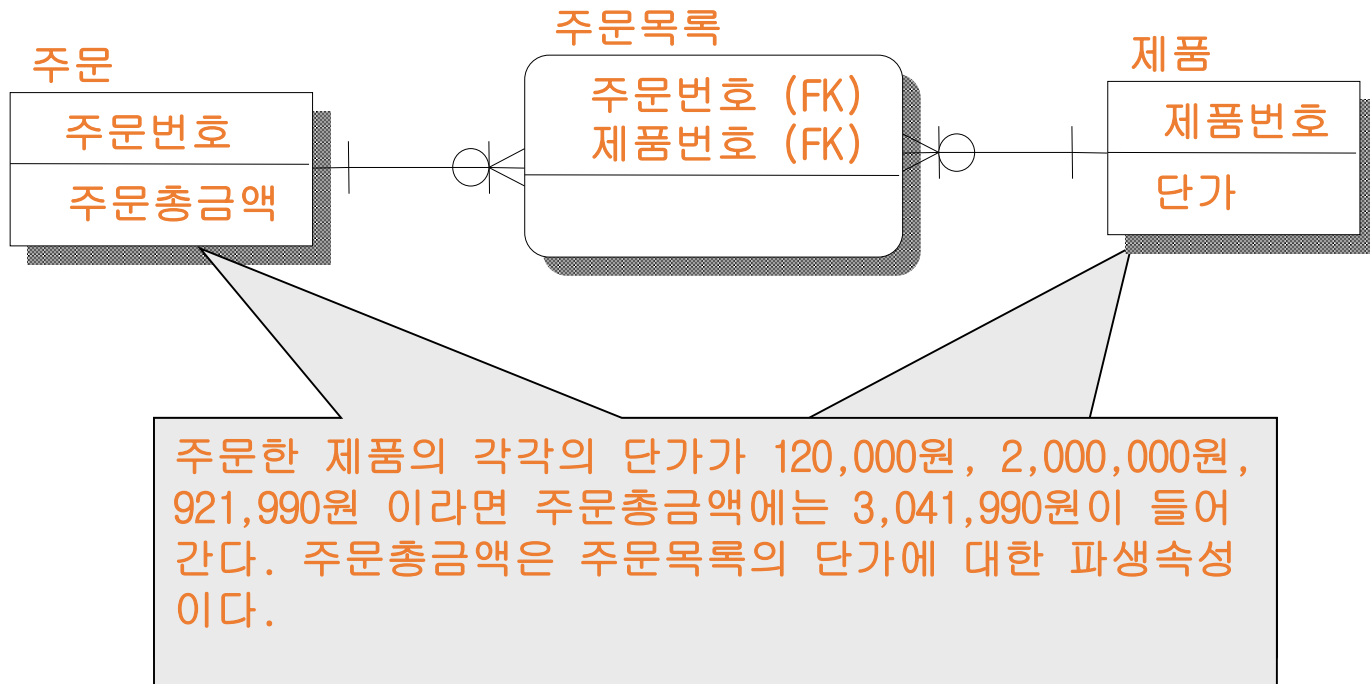 주문
주문번호
주문총금액
주문목록
주문번호 (FK)
제품번호 (FK)
제품
제품번호
단가
주문한 제품의 각각의 단가가 120,000원, 2,000,000원,
921,990원 이라면 주문총금액에는 3,041,990원이 들어
간다. 주문총금액은 주문목록의 단가에 대한 파생속성
이다.